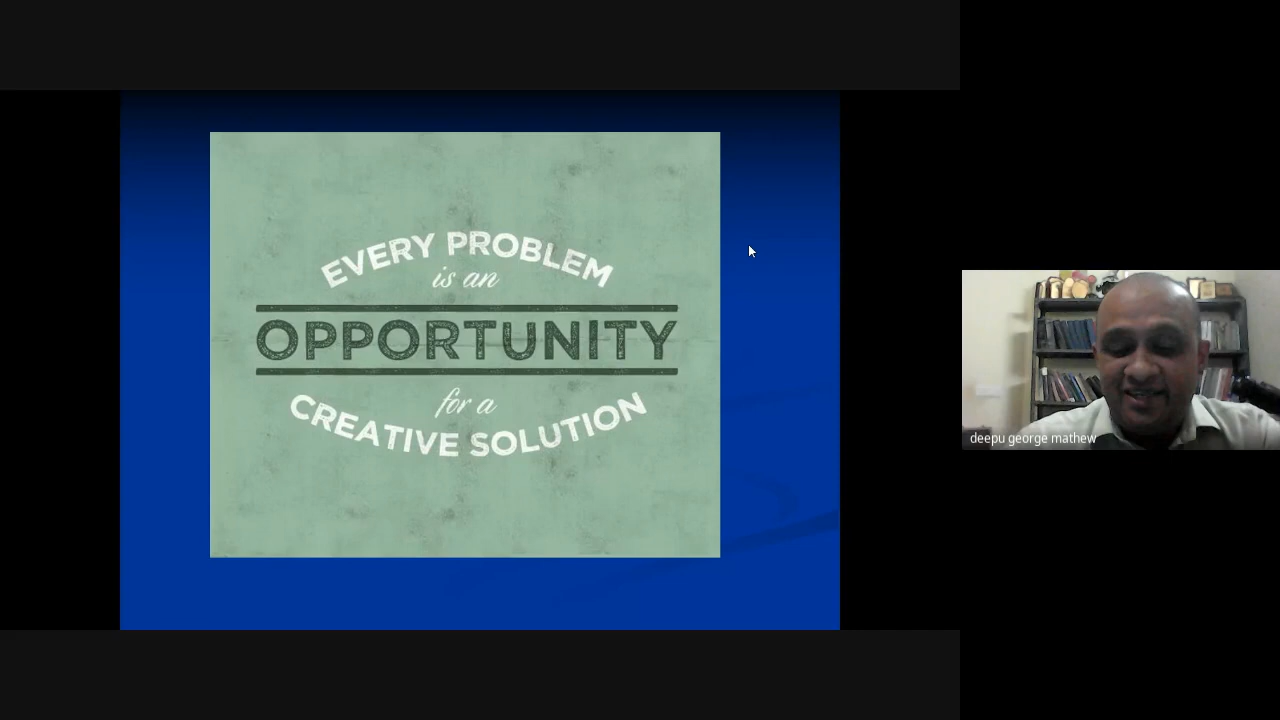 EVERY PROBLEM
is an
OPPORTUNITY
for a
CREATIVE SOLUTION
deepu george mathew